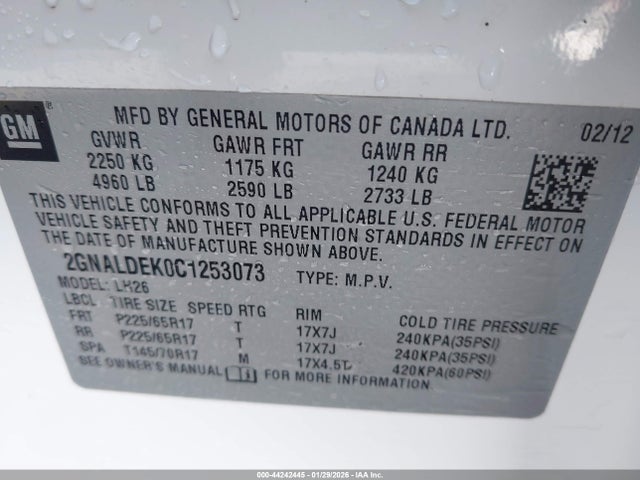 GM
MFD BY GENERAL MOTORS OF CANADA LTD. 02/12
GVWR GAWR FRT GAWR RR
2250 KG 1175 KG 1240 KG
4960 LB 2590 LB 2733 LB
THIS VEHICLE CONFORMS TO ALL APPLICABLE U.S. FEDERAL MOTOR
VEHICLE SAFETY AND THEFT PREVENTION STANDARDS IN EFFECT ON
THE DATE OF MANUFACTURE SHOWN ABOVE.
2GNALDEK0C1253073 TYPE: M.P.V.
MODEL: LH26
LBCL TIRE SIZE SPEED RTG RIM COLD TIRE PRESSURE
FRT P225/65R17 T 17X7J 240KPA(35PSI)
RR P225/65R17 T 17X7J 240KPA(35PSI)
SPA T145/70R17 M 17X4.5T 420KPA(60PSI)
SEE OWNER'S MANUAL FOR MORE INFORMATION
000-44242445 - 01/29/2026 - IAA Inc.